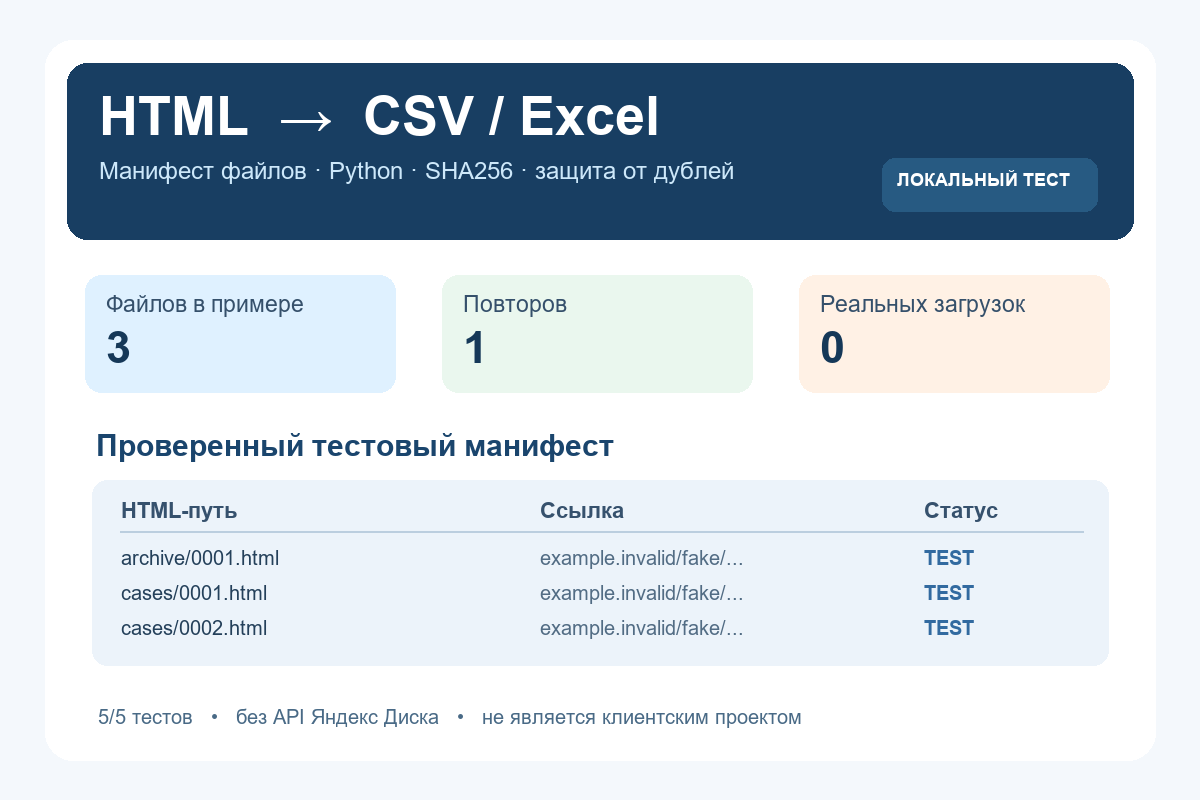 HTML → CSV / Excel
Манифест файлов · Python · SHA256 · защита от дублей
ЛОКАЛЬНЫЙ ТЕСТ
Файлов в примере
3
Повторов
1
Реальных загрузок
0
Проверенный тестовый манифест
HTML-путь Ссылка Статус
archive/0001.html example.invalid/fake/... TEST
cases/0001.html example.invalid/fake/... TEST
cases/0002.html example.invalid/fake/... TEST
5/5 тестов • без API Яндекс Диска • не является клиентским проектом